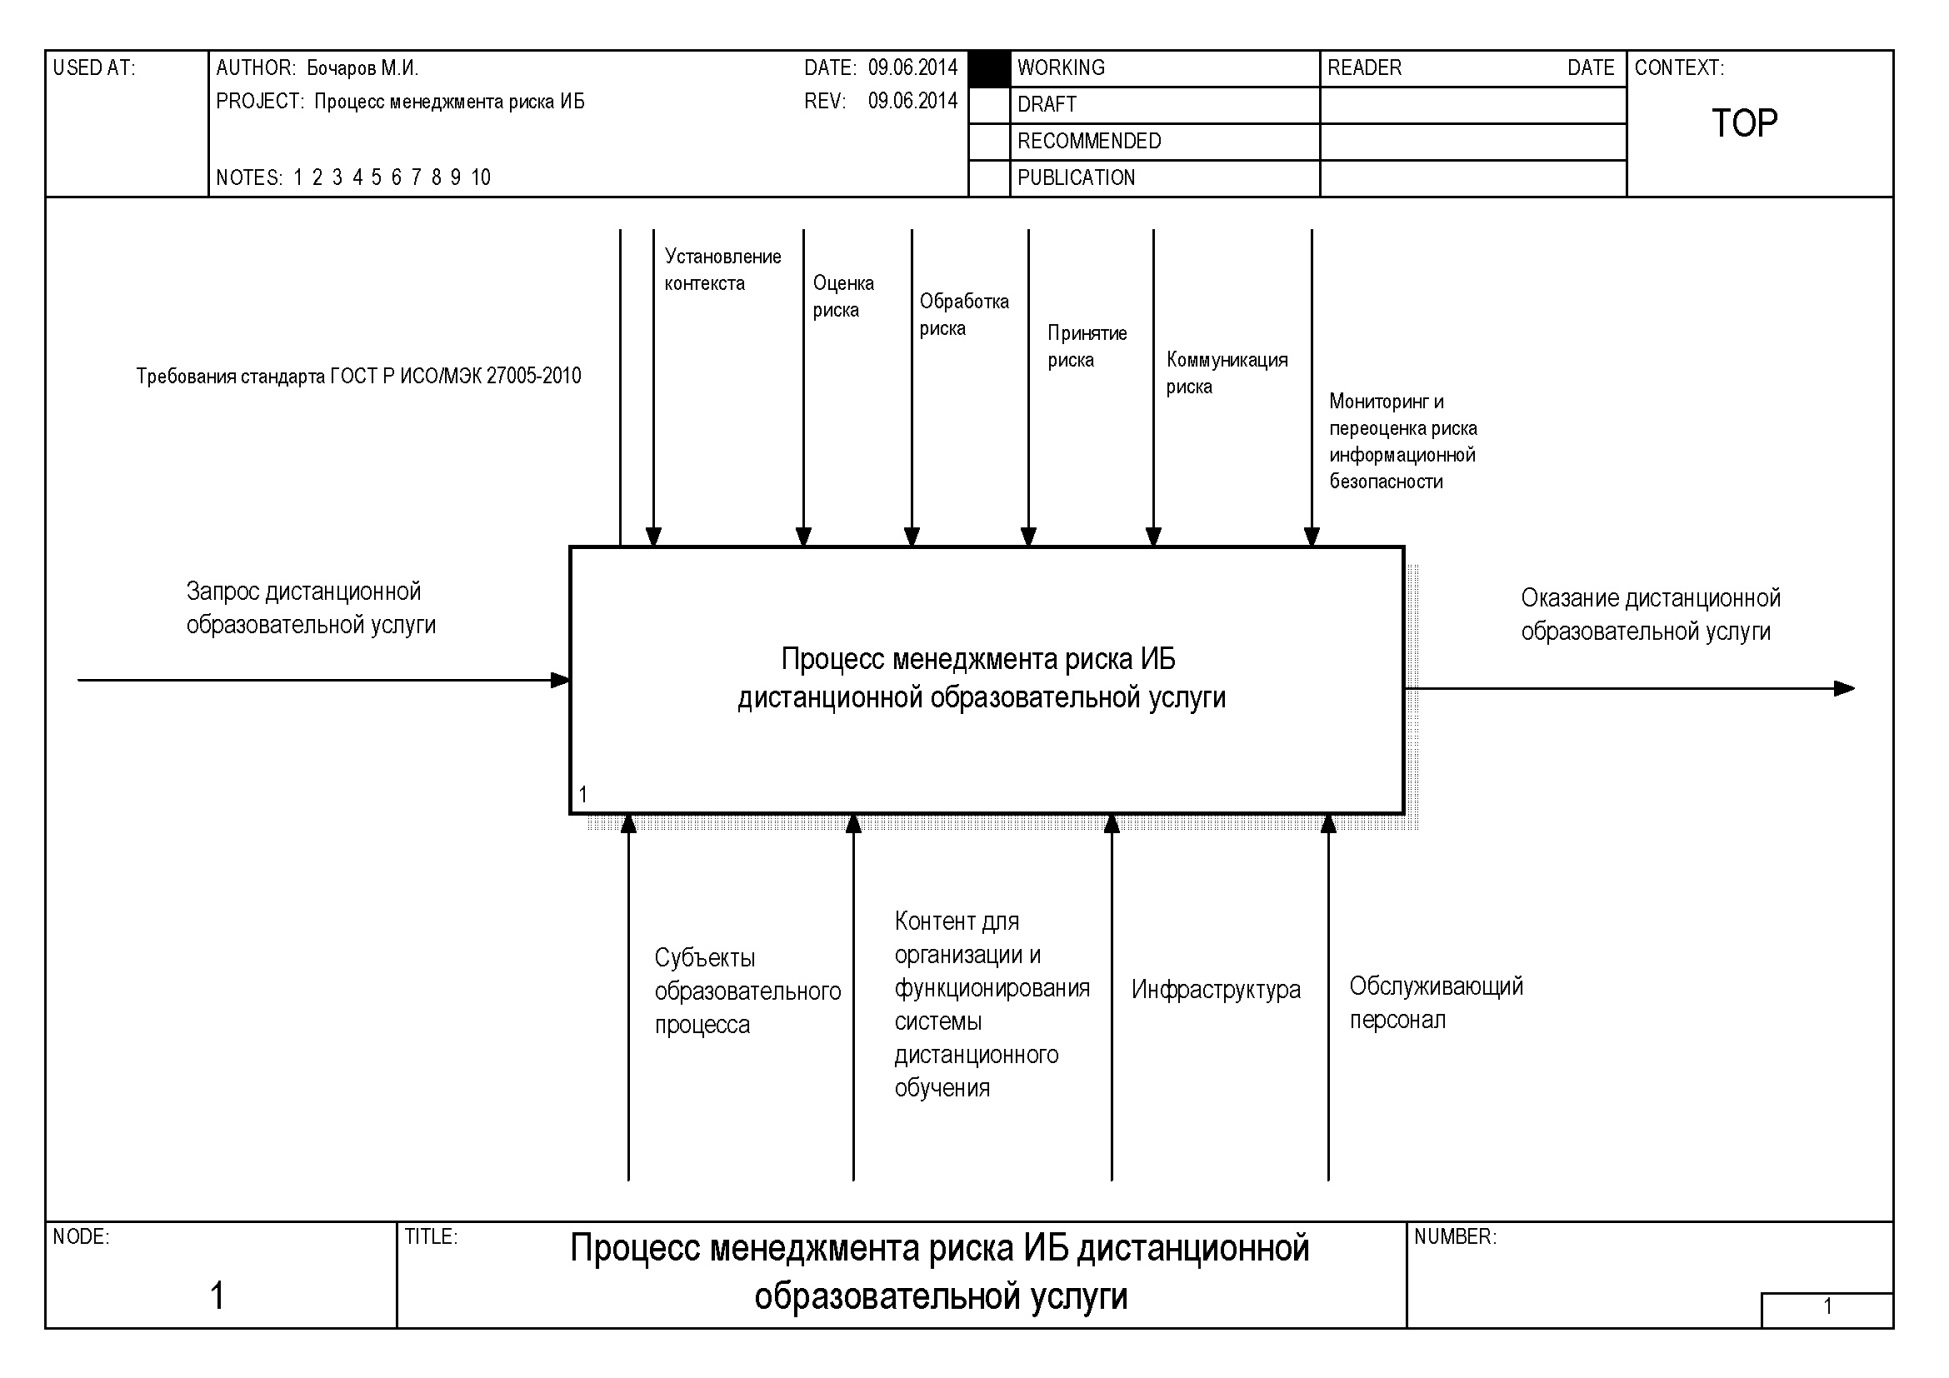 USED AT:
AUTHOR: Бочаров М.И.
DATE: 09.06.2014
PROJECT: Процесс менеджмента риска ИБ
REV: 09.06.2014
NOTES: 1 2 3 4 5 6 7 8 9 10
WORKING
DRAFT
RECOMMENDED
PUBLICATION
READER
DATE
CONTEXT:
TOP
Установление
контекста
Оценка
риска
Обработка
риска
Принятие
риска
Коммуникация
риска
Мониторинг и
переоценка риска
информационной
безопасности
Требования стандарта ГОСТ Р ИСО/МЭК 27005-2010
Запрос дистанционной
образовательной услуги
Процесс менеджмента риска ИБ
дистанционной образовательной услуги
1
Оказание дистанционной
образовательной услуги
Субъекты
образовательного
процесса
Контент для
организации и
функционирования
системы
дистанционного
обучения
Инфраструктура
Обслуживающий
персонал
NODE:
1
TITLE:
Процесс менеджмента риска ИБ дистанционной
образовательной услуги
NUMBER:
1